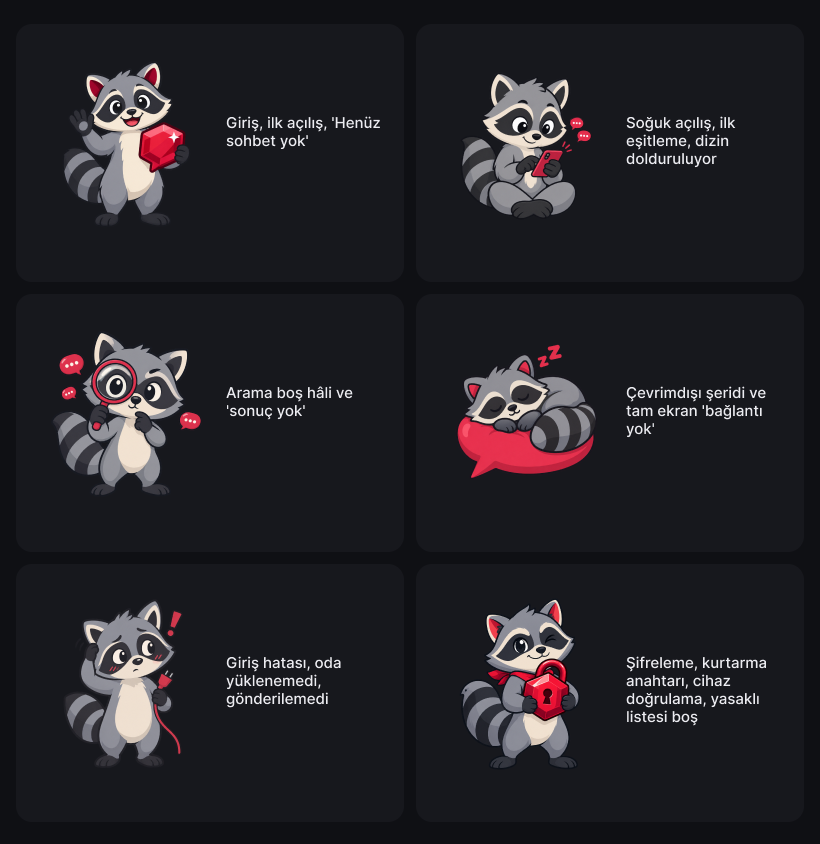 Giriş, ilk açılış, 'Henüz
sohbet yok'
Soğuk açılış, ilk
eşitleme, dizin
dolduruluyor
Arama boş hâli ve
'sonuç yok'
Çevrimdışı şeridi ve
tam ekran 'bağlantı
yok'
Giriş hatası, oda
yüklenemedi,
gönderilemedi
Şifreleme, kurtarma
anahtarı, cihaz
doğrulama, yasaklı
listesi boş